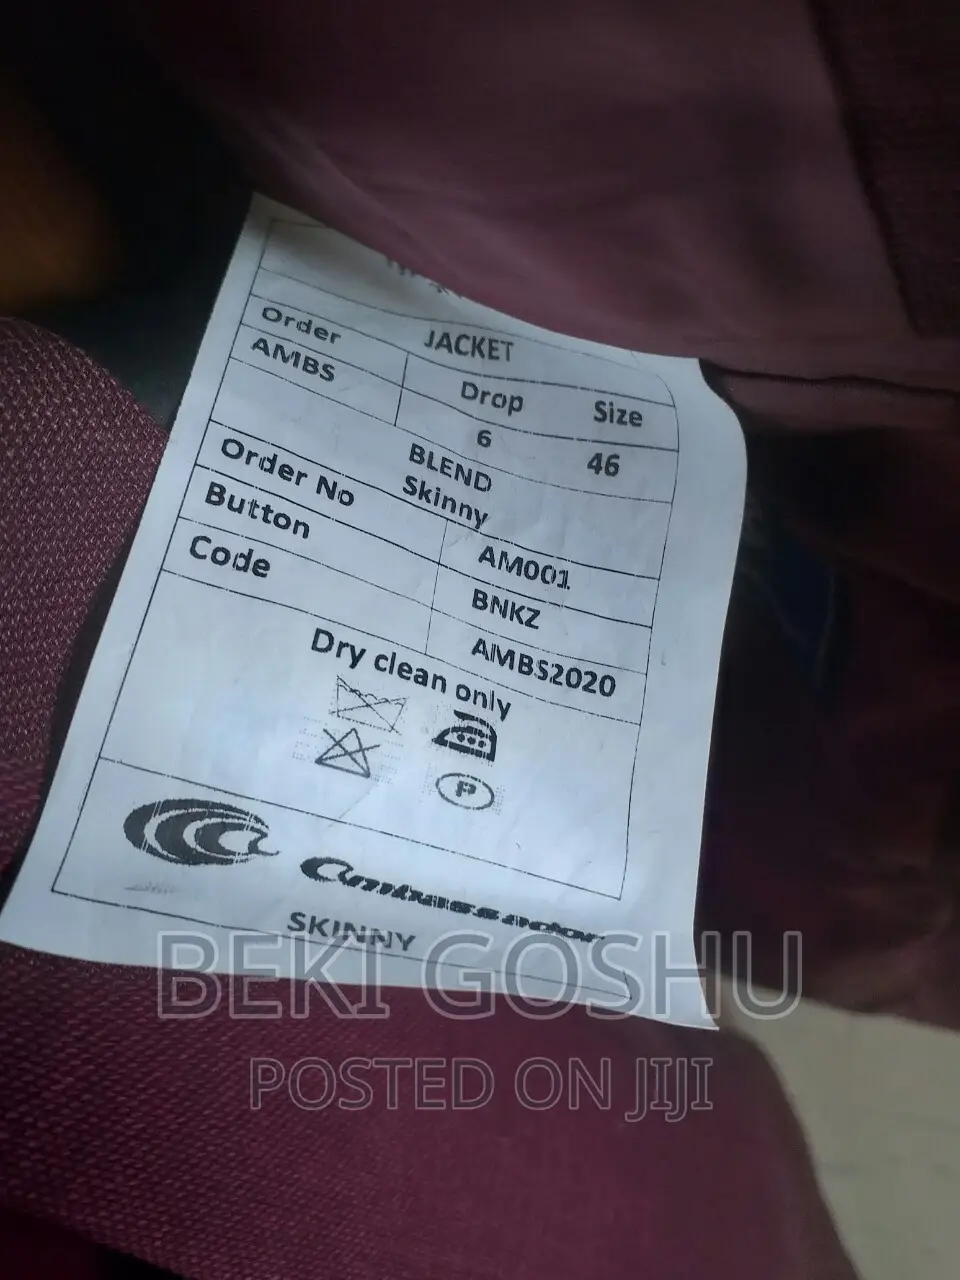 JACKET
Order Drop Size
AMBS 6 46
BLEND
Skinny
Order No AM001
Button BNKZ
Code AMBS2020
Dry clean only
P
Ambassador
SKINNY
BEKI GOSHU
POSTED ON JIJI